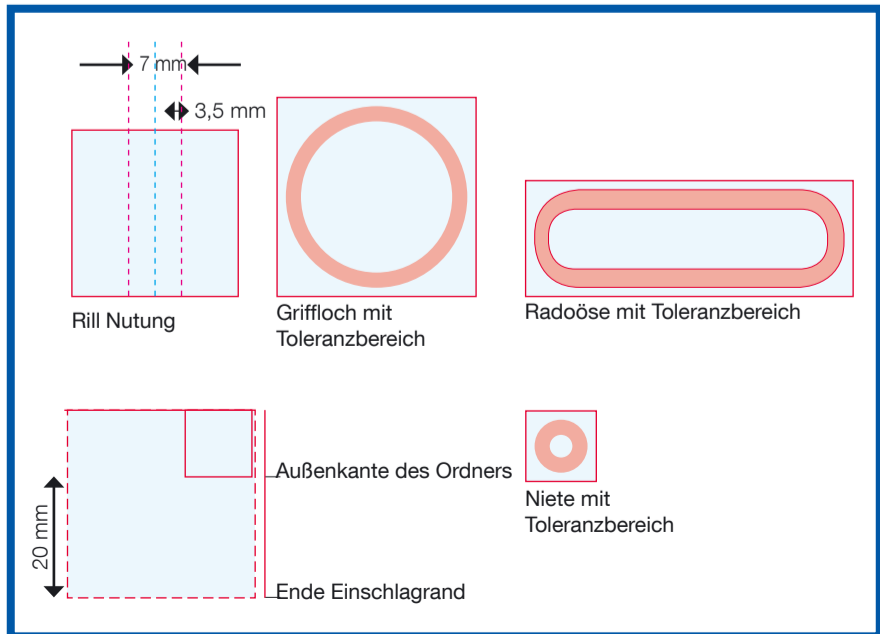 7 mm
3,5 mm
Rill Nutung
Griffloch mit
Toleranzbereich
Radoöse mit Toleranzbereich
20 mm
Außenkante des Ordners
Ende Einschlagrand
Niete mit
Toleranzbereich